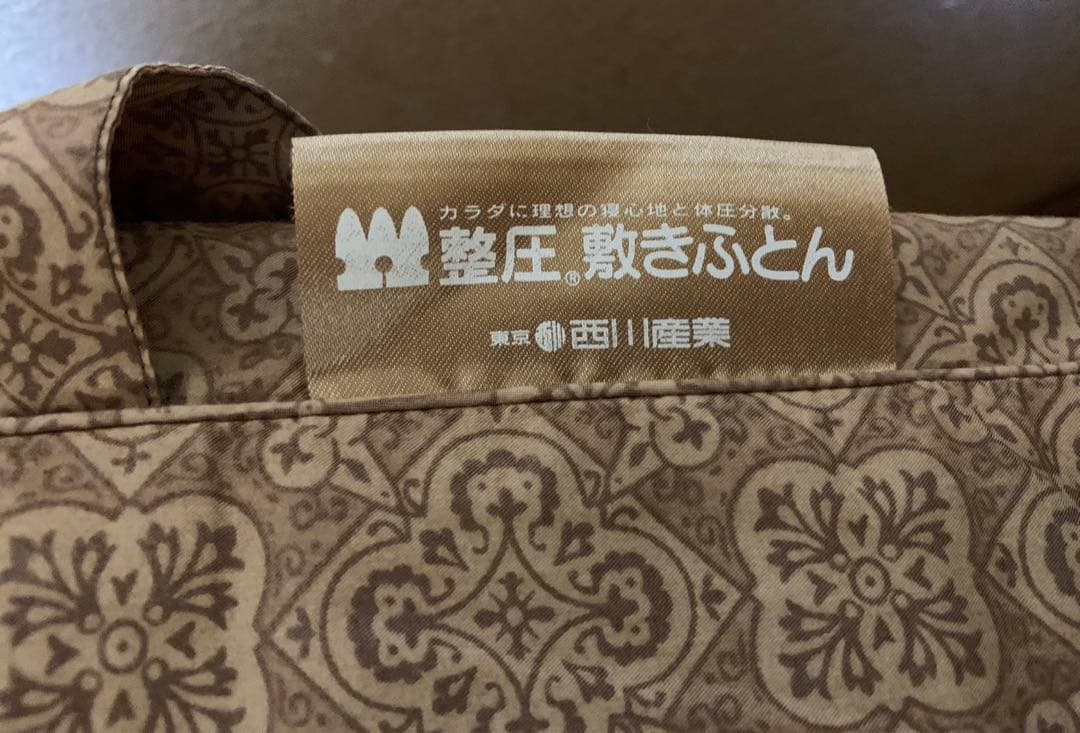 カラダに理想の寝心地と体圧分散。
整圧® 敷きふとん
東京 西川産業